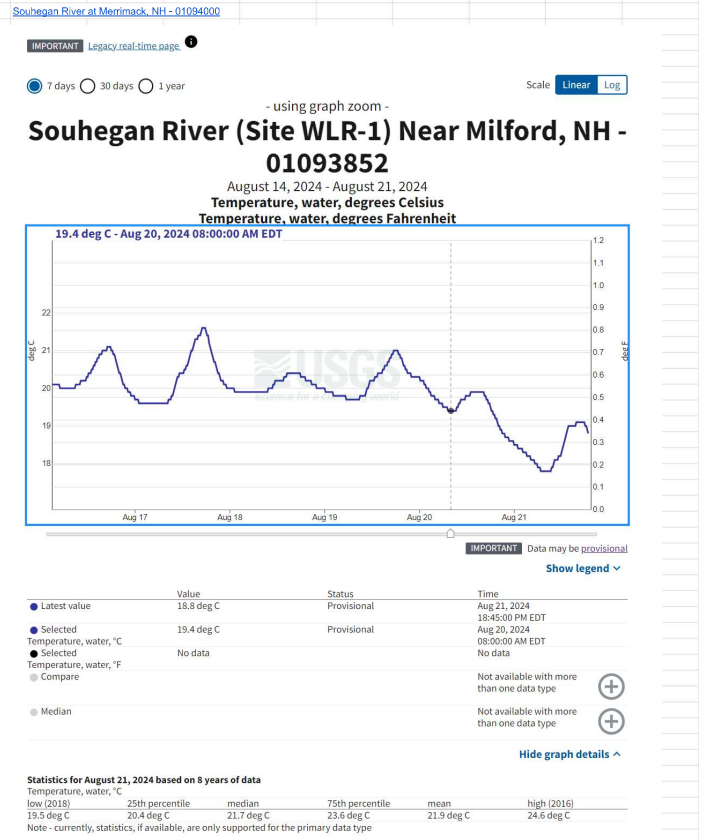 Souhegan River at Merrimack, NH - 01094000
IMPORTANT Legacy real-time page i
7 days 30 days 1 year Scale Linear Log
- using graph zoom -
Souhegan River (Site WLR-1) Near Milford, NH -
01093852
August 14, 2024 - August 21, 2024
Temperature, water, degrees Celsius
Temperature, water, degrees Fahrenheit
19.4 deg C - Aug 20, 2024 08:00:00 AM EDT
1.2
1.1
1.0
0.9
22
0.8
deg C
21
0.7
deg F
0.6
20
0.5
USGS
science for a changing world
0.4
19
0.3
18
0.2
0.1
0.0
Aug 17 Aug 18 Aug 19 Aug 20 Aug 21
IMPORTANT Data may be provisional
Show legend
Value Status Time
Latest value 18.8 deg C Provisional Aug 21, 2024
18:45:00 PM EDT
Selected 19.4 deg C Provisional Aug 20, 2024
Temperature, water, °C 08:00:00 AM EDT
Selected No data No data
Temperature, water, °F
Compare Not available with more
than one data type
Median Not available with more
than one data type
Hide graph details
Statistics for August 21, 2024 based on 8 years of data
Temperature, water, °C
low (2018) 25th percentile median 75th percentile mean high (2016)
19.5 deg C 20.4 deg C 21.7 deg C 23.6 deg C 21.9 deg C 24.6 deg C
Note - currently, statistics, if available, are only supported for the primary data type